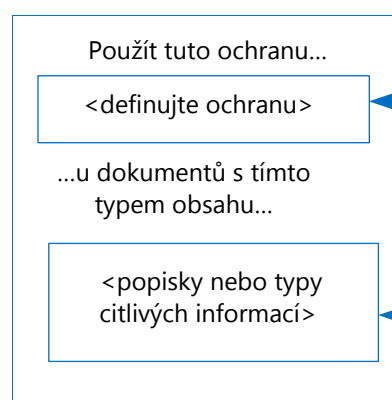 Použít tuto ochranu...
<definujte ochranu>
...u dokumentů s tímto
typem obsahu...
<popisky nebo typy
citlivých informací>